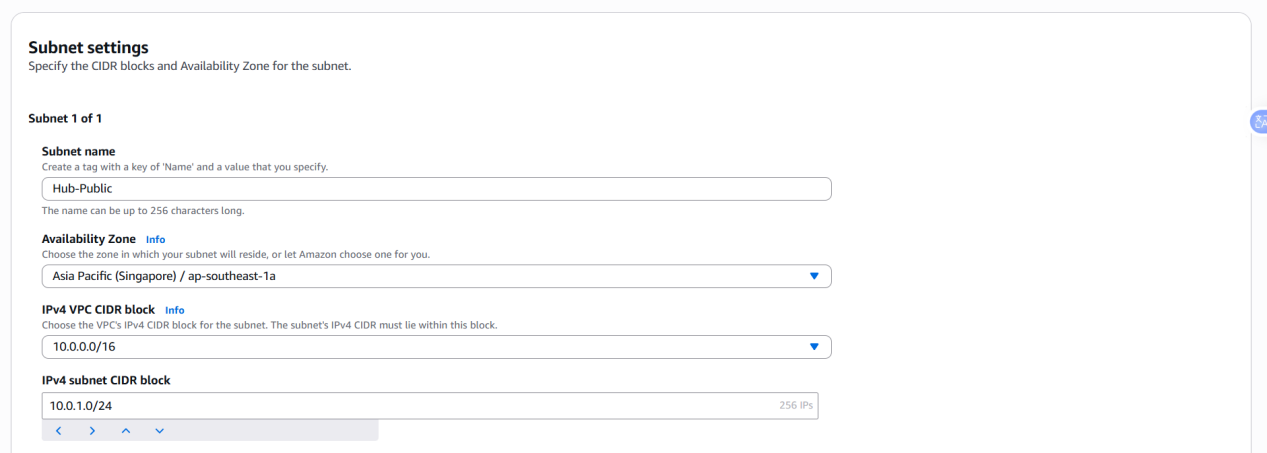 Subnet settings
Specify the CIDR blocks and Availability Zone for the subnet.
Subnet 1 of 1
Subnet name
Create a tag with a key of 'Name' and a value that you specify.
Hub-Public
The name can be up to 256 characters long.
Availability Zone Info
Choose the zone in which your subnet will reside, or let Amazon choose one for you.
Asia Pacific (Singapore) / ap-southeast-1a
IPv4 VPC CIDR block Info
Choose the VPC's IPv4 CIDR block for the subnet. The subnet's IPv4 CIDR must lie within this block.
10.0.0.0/16
IPv4 subnet CIDR block
10.0.1.0/24 256 IPs